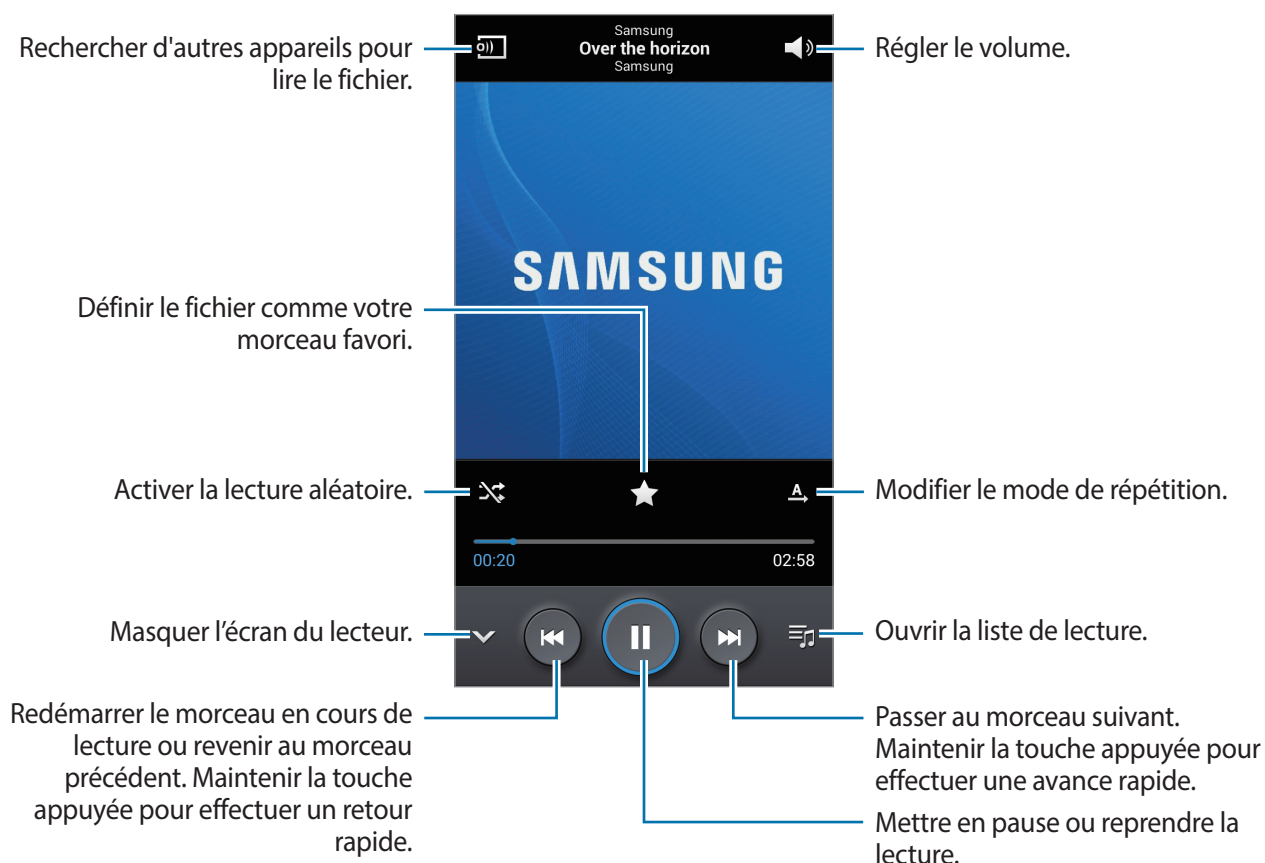 Samsung
Over the horizon
Samsung
Rechercher d'autres appareils pour
lire le fichier.
Régler le volume.
SAMSUNG
Définir le fichier comme votre
morceau favori.
Activer la lecture aléatoire.
A
Modifier le mode de répétition.
00:20
02:58
Masquer l’écran du lecteur.
Ouvrir la liste de lecture.
Redémarrer le morceau en cours de
lecture ou revenir au morceau
précédent. Maintenir la touche
appuyée pour effectuer un retour
rapide.
Passer au morceau suivant.
Maintenir la touche appuyée pour
effectuer une avance rapide.
Mettre en pause ou reprendre la
lecture.